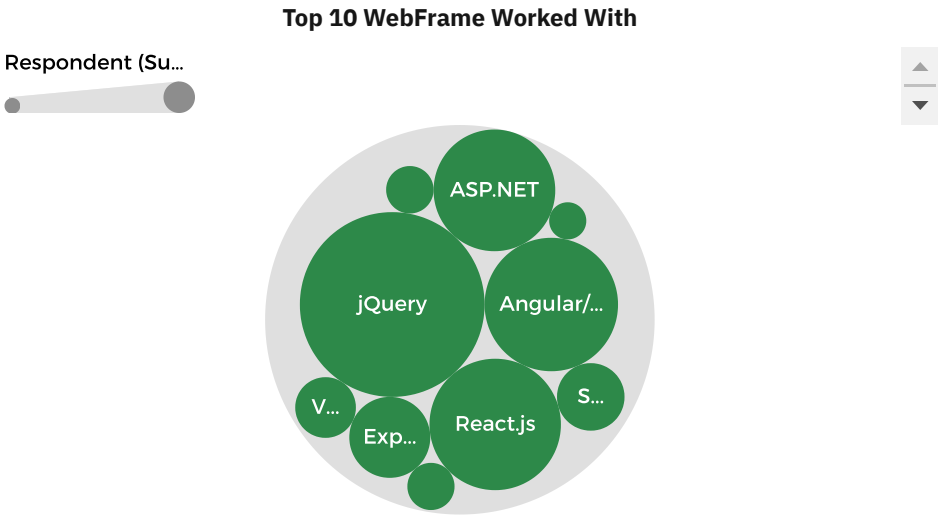 Top 10 WebFrame Worked With
Respondent (Su...
ASP.NET
jQuery
Angular/...
S...
V...
React.js
Exp...